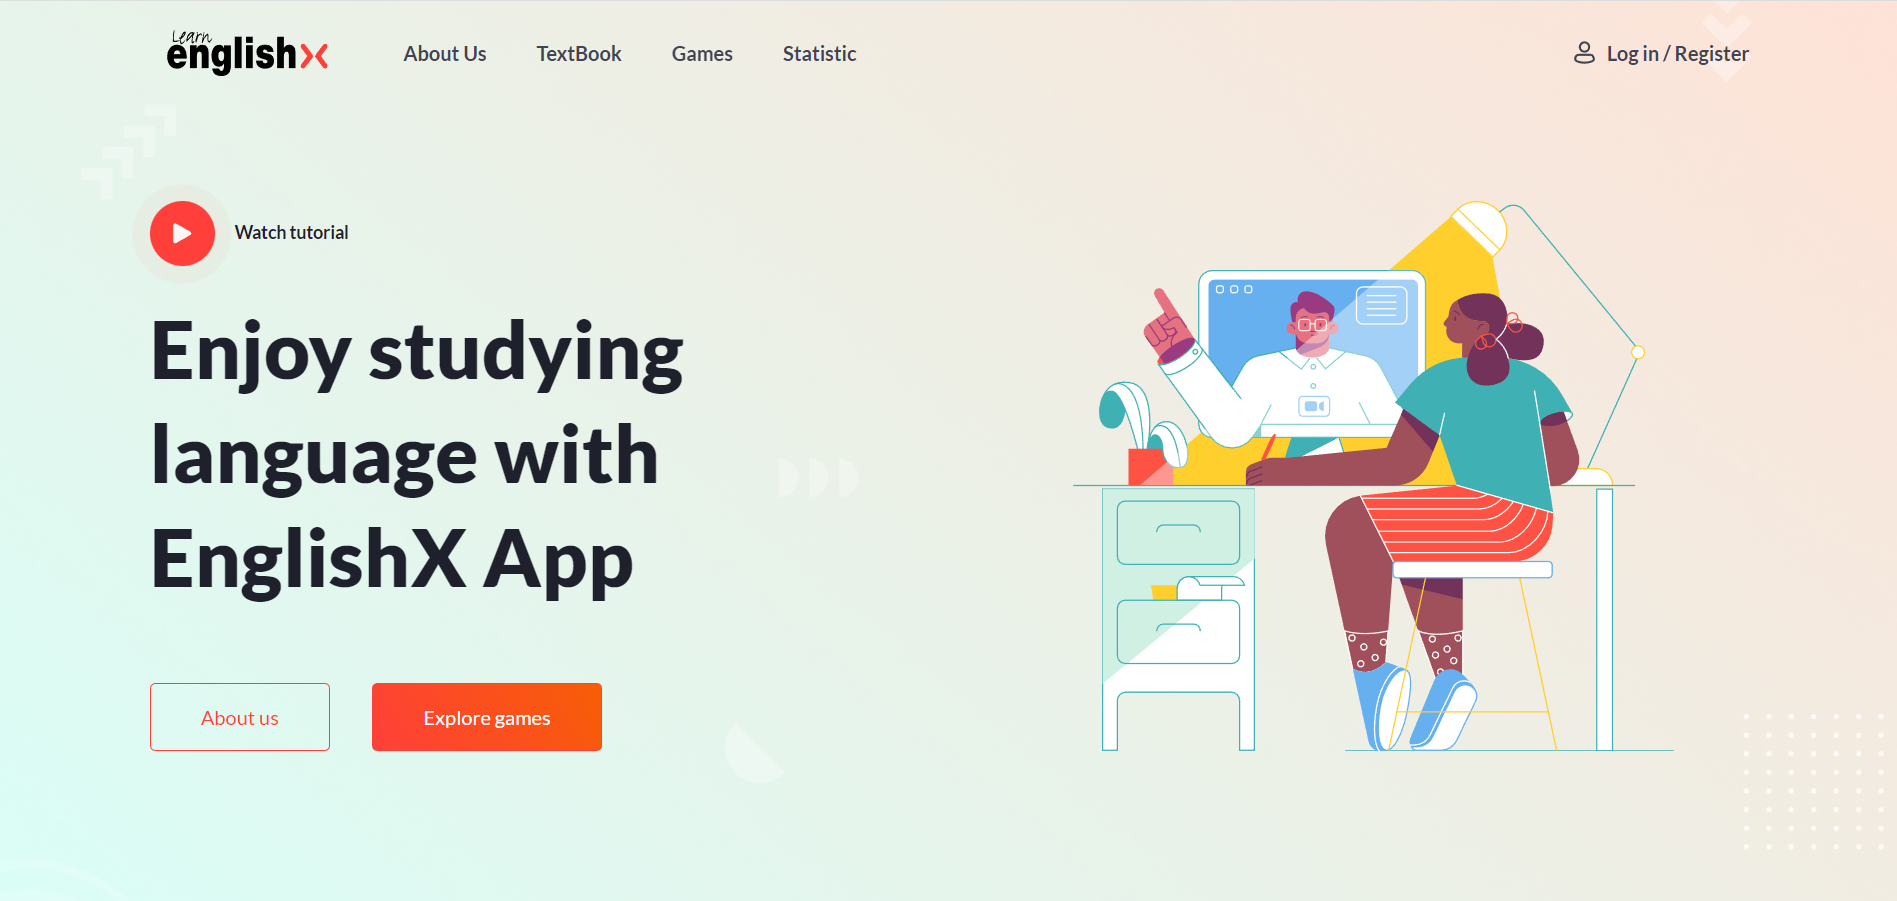 Learn
englishX
About Us
TextBook
Games
Statistic
Log in / Register
Watch tutorial
Enjoy studying
language with
EnglishX App
About us
Explore games